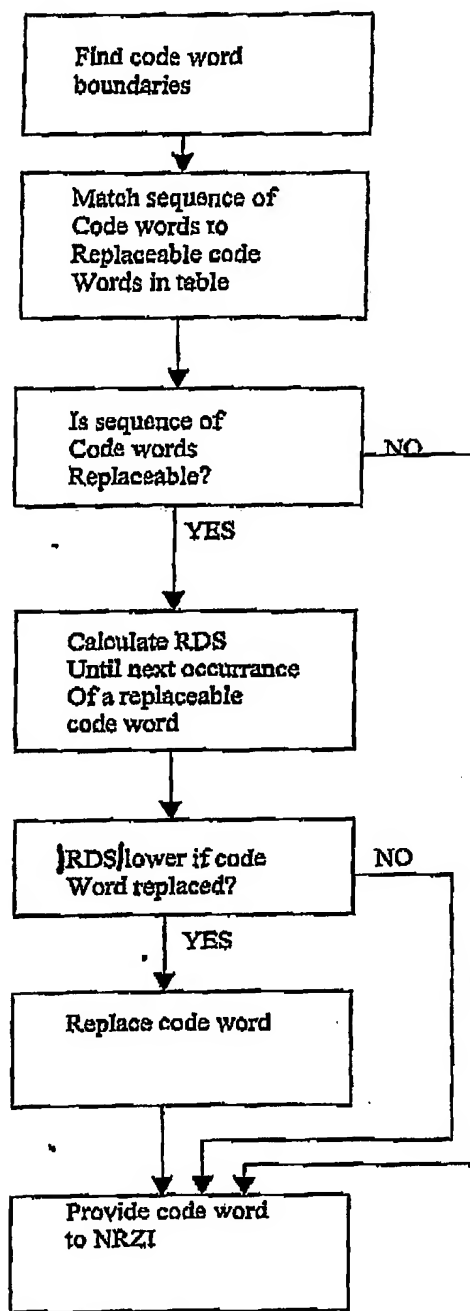 Find code word
boundaries
Match sequence of
Code words to
Replaceable code
Words in table
Is sequence of
Code words
Replaceable?
NO
YES
Calculate RDS
Until next occurrance
Of a replaceable
code word
|RDS| lower if code
Word replaced?
NO
YES
Replace code word
Provide code word
to NRZI